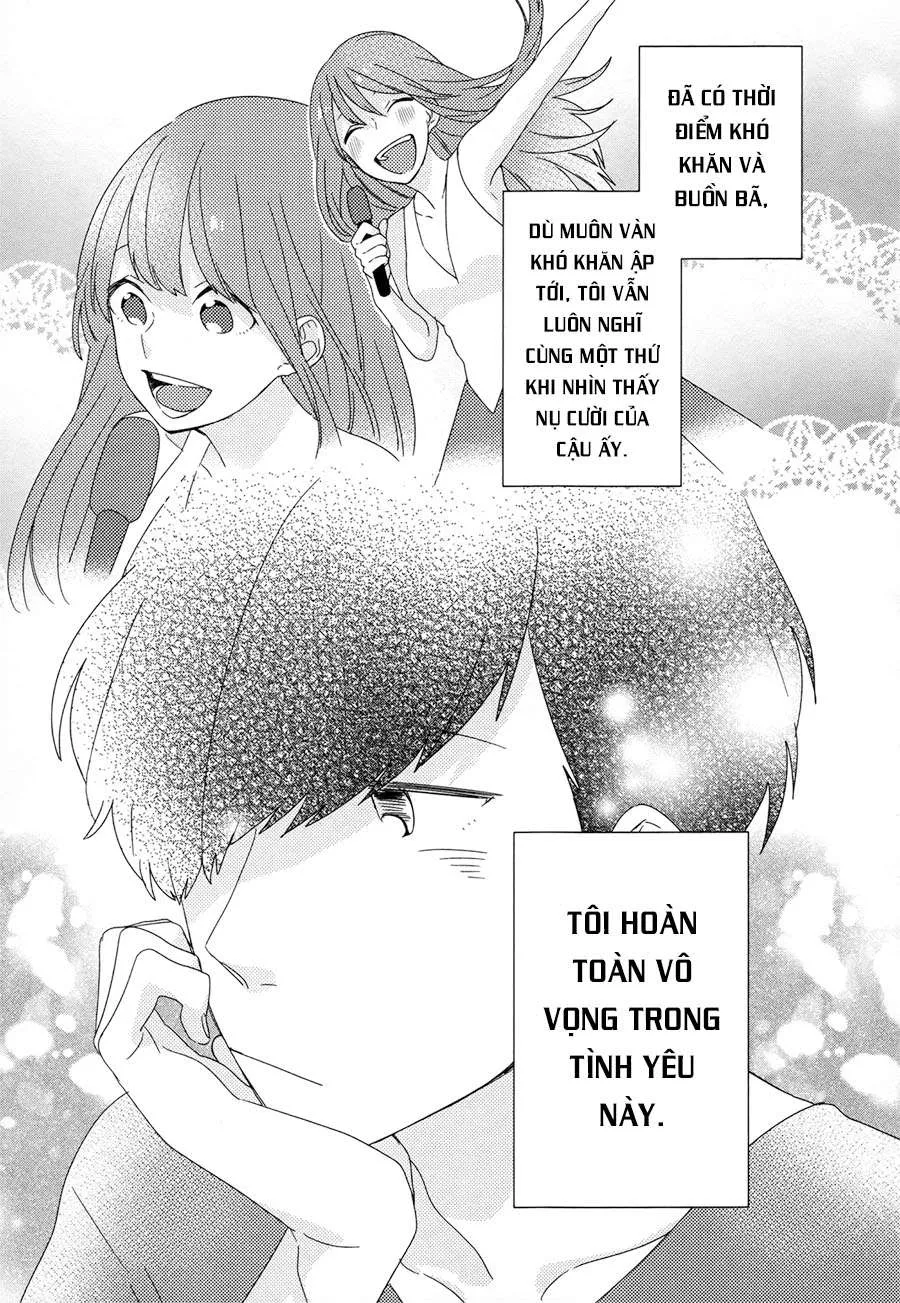 ĐÃ CÓ THỜI
ĐIỂM KHÓ
KHĂN VÀ
BUỒN BÃ,
DÙ MUÔN VÀN
KHÓ KHĂN ẬP
TỚI, TÔI VẪN
LUÔN NGHĨ
CÙNG MỘT THỨ
KHI NHÌN THẤY
NỤ CƯỜI CỦA
CẬU ẤY.
TÔI HOÀN
TOÀN VÔ
VỌNG TRONG
TÌNH YÊU
NÀY.